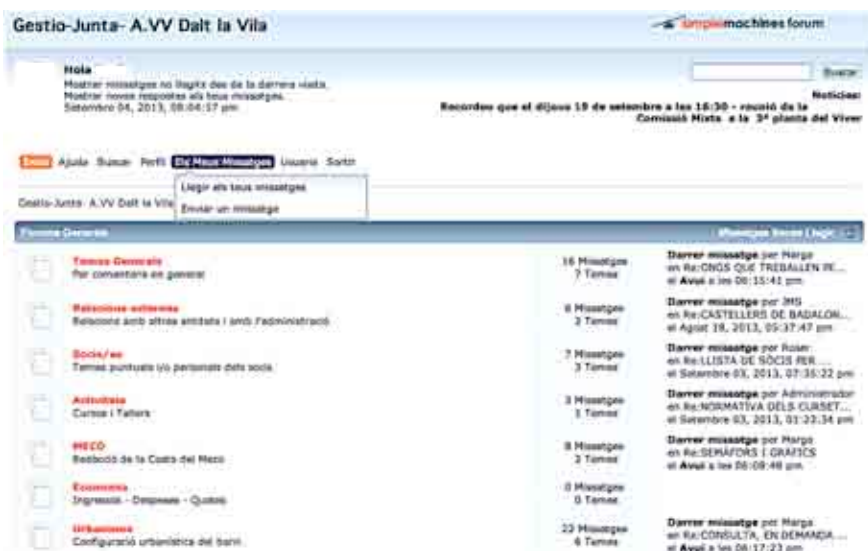 Gestio-Junta- A.VV Dalt la Vila
simplemachines forum
Hola
Mostrar missatges no llegits des de la darrera visita.
Mostrar noves respostes als teus missatges.
Setembre 04, 2013, 08:04:57 pm
Buscar
Noticias:
Recordeu que el dijous 19 de setembre a les 16:30 - reunió de la
Comissió Mixta a la 3ª planta del Viver
Inici Ajuda Buscar Perfil Els Meus Missatges Usuaris Sortir
Llegir els teus missatges
Enviar un missatge
Gestio-Junta- A.VV Dalt la Vila
Forums Generals
Missatges Sense Llegir
Temes Generals
Per comentaris en general
16 Missatges
7 Temes
Darrer missatge per Marga
en Re:ONGS QUE TREBALLEN PE...
el Avui a les 06:15:41 pm
Relacions externes
Relacions amb altres entitats i amb l'administració
6 Missatges
Temes
Darrer missatge per JMS
en Re:CASTELLERS DE BADALON...
el Agost 18, 2013, 05:37:47 pm
Socis/es
Temes puntuals i/o personals dels socis
7 Missatges
3 Temes
Darrer missatge per Roser
en Re:LLISTA DE SÒCIS PER ...
el Setembre 03, 2013, 07:35:22 pm
Activitats
Cursos i Tallers
3 Missatges
1 Temes
Darrer missatge per Administrador
en Re:NORMATIVA DELS CURSET...
el Setembre 03, 2013, 01:22:34 pm
MECO
Redacció de la Costa del Meco
8 Missatges
2 Temes
Darrer missatge per Marga
en Re:SEMÀFORS I GRÀFICS
el Avui a les 06:08:48 pm
Economia
Ingressos - Despeses - Quotes
0 Missatges
0 Temes
Urbanisme
Configuració urbanística del barri
22 Missatges
6 Temes
Darrer missatge per Marga
en Re:CONSULTA, EN DEMANDA ...
el Avui a les 06:17:23 pm